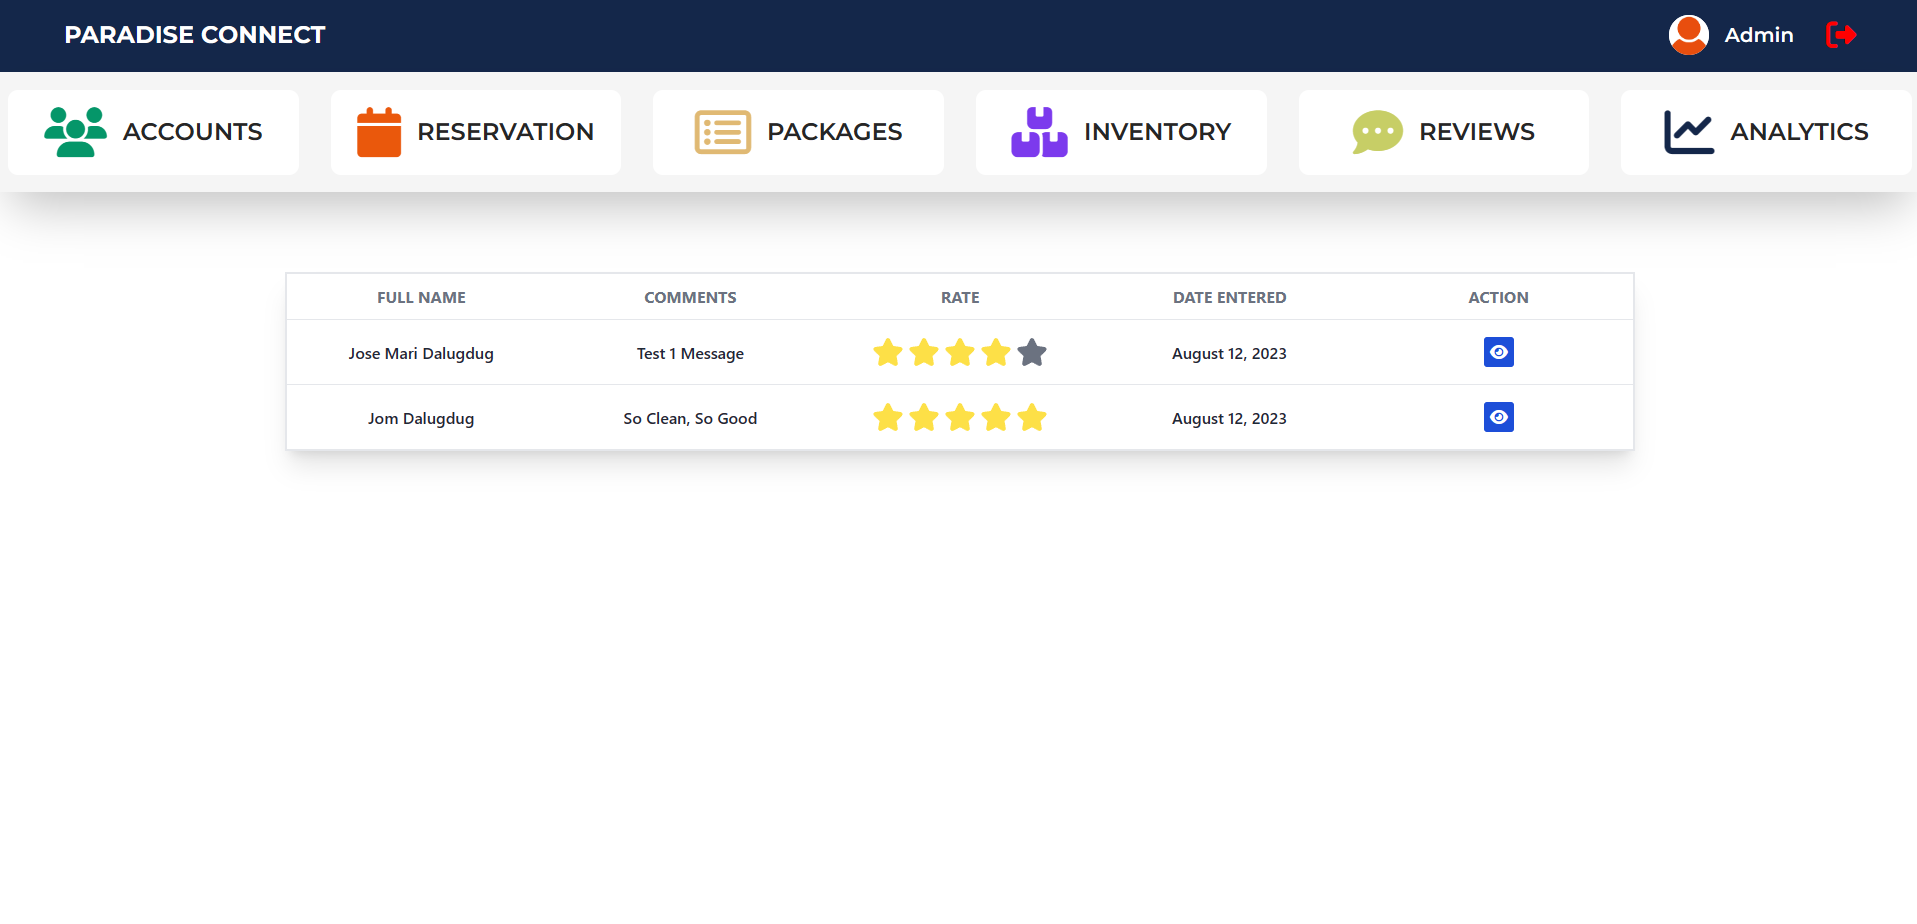 PARADISE CONNECT
Admin
ACCOUNTS
RESERVATION
PACKAGES
INVENTORY
REVIEWS
ANALYTICS
FULL NAME COMMENTS RATE DATE ENTERED ACTION
Jose Mari Dalugdug Test 1 Message August 12, 2023
Jom Dalugdug So Clean, So Good August 12, 2023